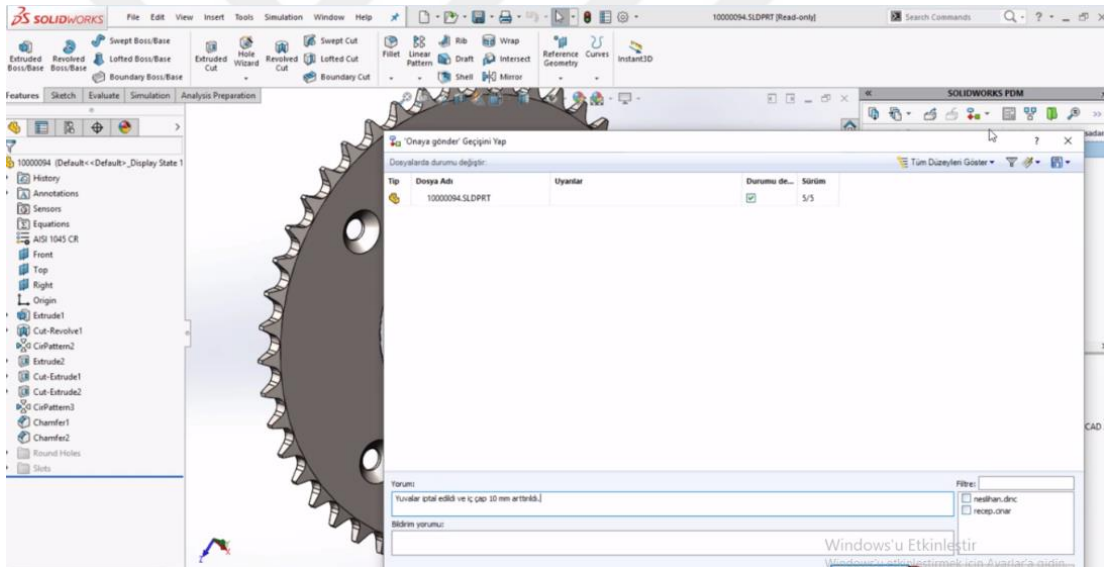 SOLIDWORKS File Edit View Insert Tools Simulation Window Help 10000094.SLDPRT [Read-only] Search Commands
Extruded Boss/Base
Revolved Boss/Base
Swept Boss/Base
Lofted Boss/Base
Boundary Boss/Base
Extruded Cut
Hole Wizard
Revolved Cut
Swept Cut
Lofted Cut
Boundary Cut
Fillet
Linear Pattern
Rib
Draft
Shell
Wrap
Intersect
Mirror
Reference Geometry
Curves
Instant3D
Features Sketch Evaluate Simulation Analysis Preparation
SOLIDWORKS PDM
10000094 (Default<<Default>_Display State 1
History
Annotations
Sensors
Equations
AISI 1045 CR
Front
Top
Right
Origin
Extrude1
Cut-Revolve1
CirPattern2
Extrude2
Cut-Extrude1
Cut-Extrude2
CirPattern3
Chamfer1
Chamfer2
Round Holes
Slots
'Onaya gönder' Geçişini Yap
Dosyalarda durumu değiştir:
Tüm Düzeyleri Göster
Tip Dosya Adı Uyarılar Durumu de... Sürüm
10000094.SLDPRT 5/5
Yorum:
Yuvalar iptal edildi ve iç çap 10 mm arttırıldı.
Bildirim yorumu:
Filtre:
neslihan.dinc
recep.cinar
CAD
Windows'u Etkinleştir
Windows'u etkinleştirmek için Ayarlar'a gidin.